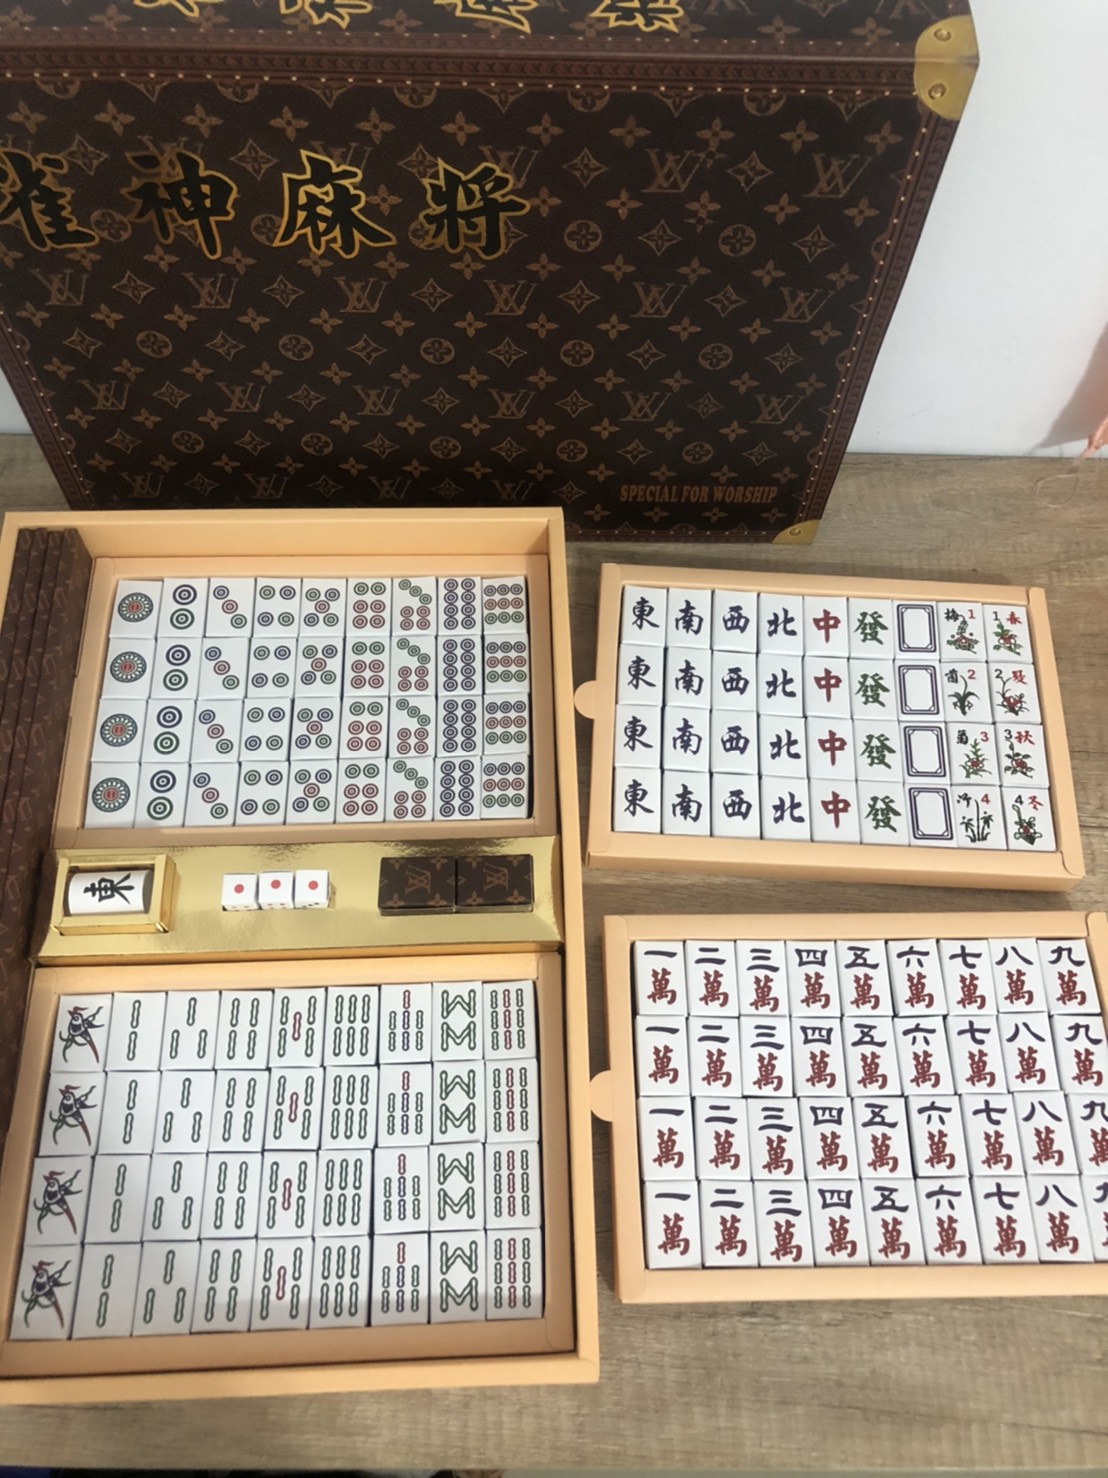 雀神麻將
SPECIAL FOR WORSHIP
東 南 西 北 中 發 梅 1 1 春
東 南 西 北 中 發 蘭 2 2 夏
東 南 西 北 中 發 菊 3 3 秋
東 南 西 北 中 發 竹 4 4 冬
東
一萬 二萬 三萬 四萬 五萬 六萬 七萬 八萬 九萬
一萬 二萬 三萬 四萬 五萬 六萬 七萬 八萬 九萬
一萬 二萬 三萬 四萬 五萬 六萬 七萬 八萬 九萬
一萬 二萬 三萬 四萬 五萬 六萬 七萬 八萬 九萬